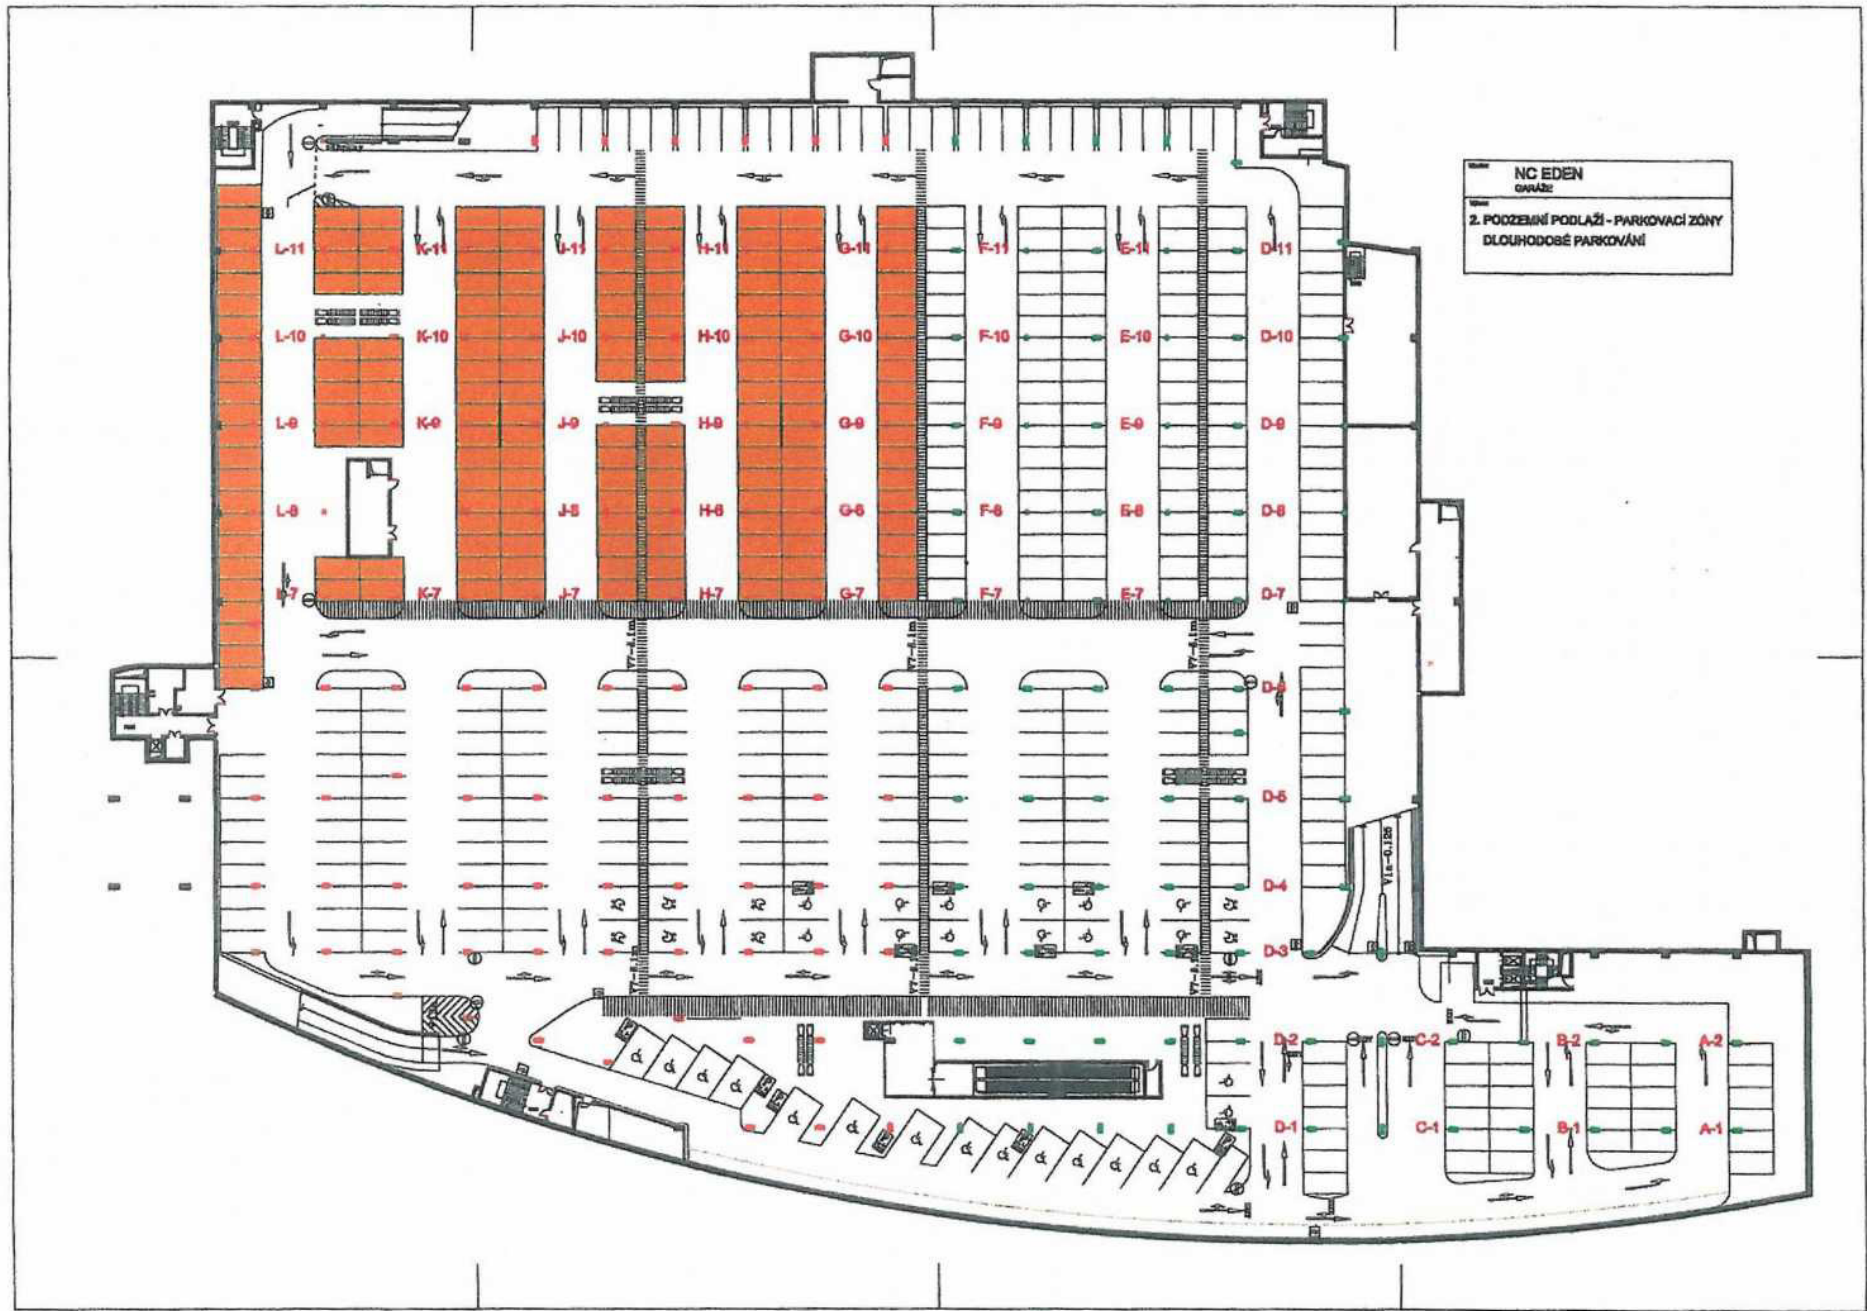 NC EDEN
GARÁŽE
2. PODZEMNÍ PODLAŽÍ - PARKOVACÍ ZÓNY
DLOUHODOBÉ PARKOVÁNÍ
L-11 K-11 J-11 H-11 G-11 F-11 E-11 D-11
L-10 K-10 J-10 H-10 G-10 F-10 E-10 D-10
L-9 K-9 J-9 H-9 G-9 F-9 E-9 D-9
L-8 J-8 H-8 G-8 F-8 E-8 D-8
L-7 K-7 J-7 H-7 G-7 F-7 E-7 D-7
D-6
D-5
D-4
D-3
D-2 C-2 B-2 A-2
D-1 C-1 B-1 A-1